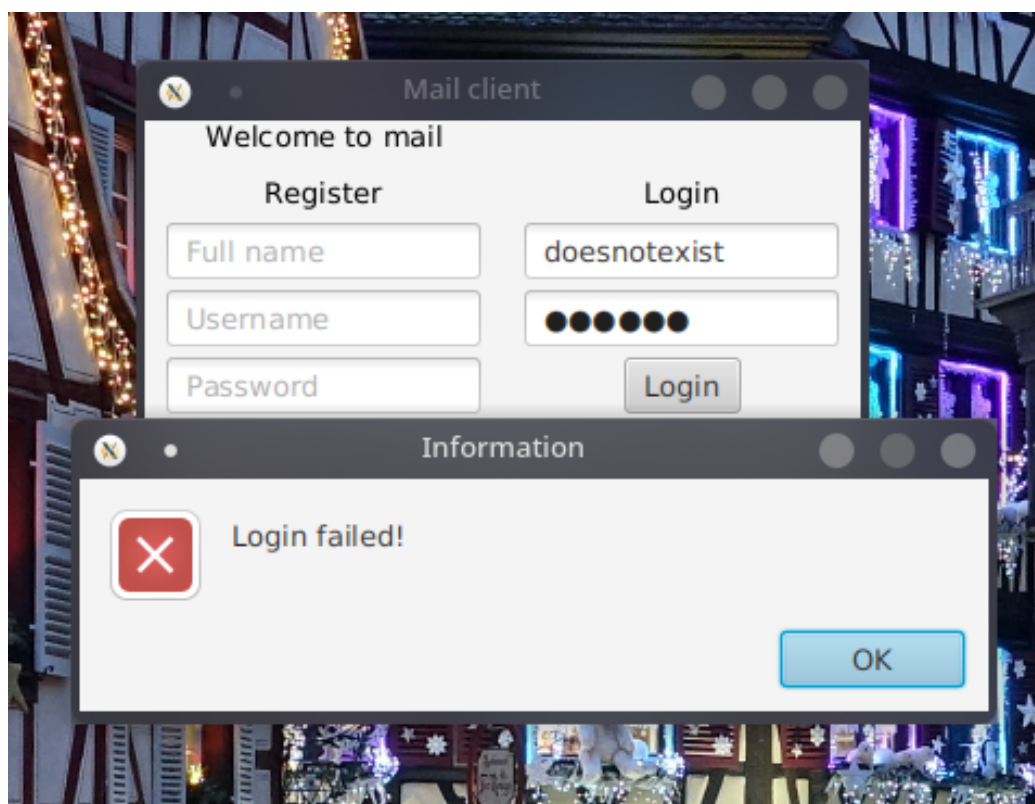 Mail client
Welcome to mail
Register
Login
Full name
doesnotexist
Username
●●●●●●
Password
Login
Information
Login failed!
OK